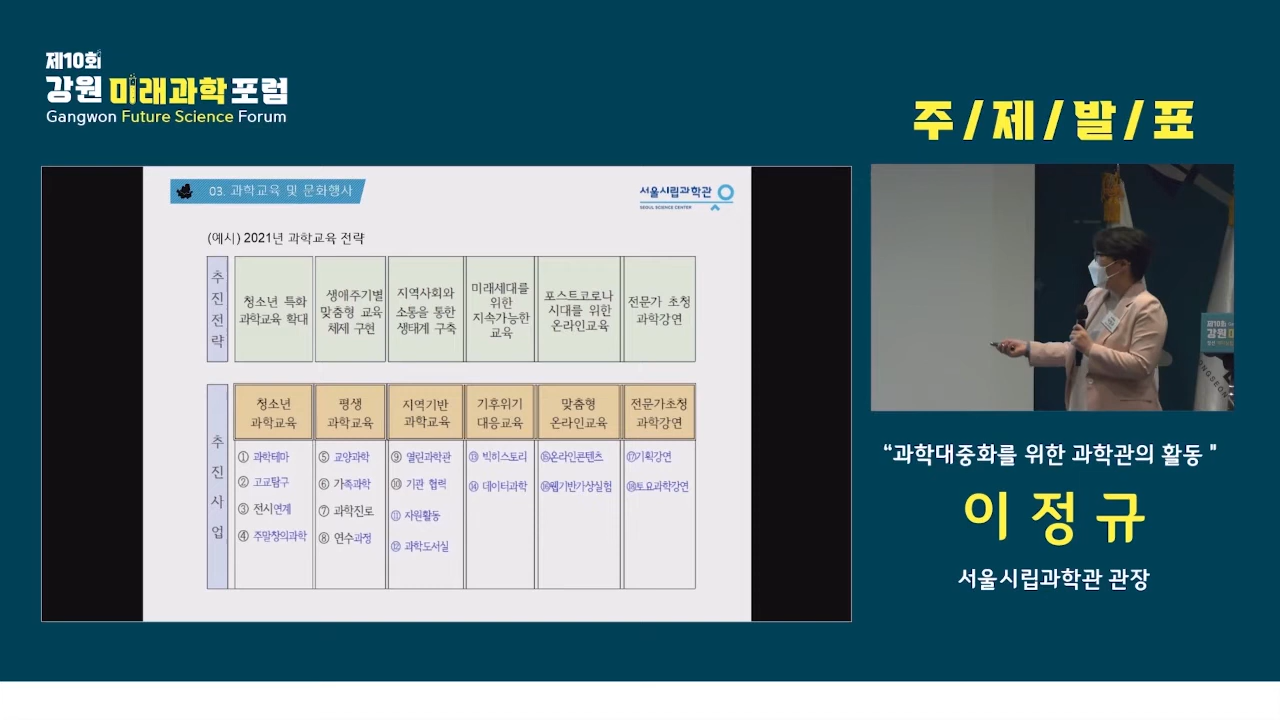 제10회
강원 미래과학 포럼
Gangwon Future Science Forum
주/제/발/표
03. 과학교육 및 문화행사
서울시립과학관
SEOUL SCIENCE CENTER
(예시) 2021년 과학교육 전략
추진전략
청소년 특화
과학교육 확대
생애주기별
맞춤형 교육
체제 구현
지역사회와
소통을 통한
생태계 구축
미래세대를
위한
지속가능한
교육
포스트코로나
시대를 위한
온라인교육
전문가 초청
과학강연
추진사업
청소년
과학교육
평생
과학교육
지역기반
과학교육
기후위기
대응교육
맞춤형
온라인교육
전문가초청
과학강연
① 과학테마
② 고교탐구
③ 전시연계
④ 주말창의과학
⑤ 교양과학
⑥ 가족과학
⑦ 과학진로
⑧ 연수과정
⑨ 열린과학관
⑩ 기관 협력
⑪ 자원활동
⑫ 과학도서실
⑬ 빅히스토리
⑭ 데이터과학
⑮온라인콘텐츠
⑯웹기반가상실험
⑰기획강연
⑱토요과학강연
제10회
강원미
"과학대중화를 위한 과학관의 활동 "
이 정 규
서울시립과학관 관장